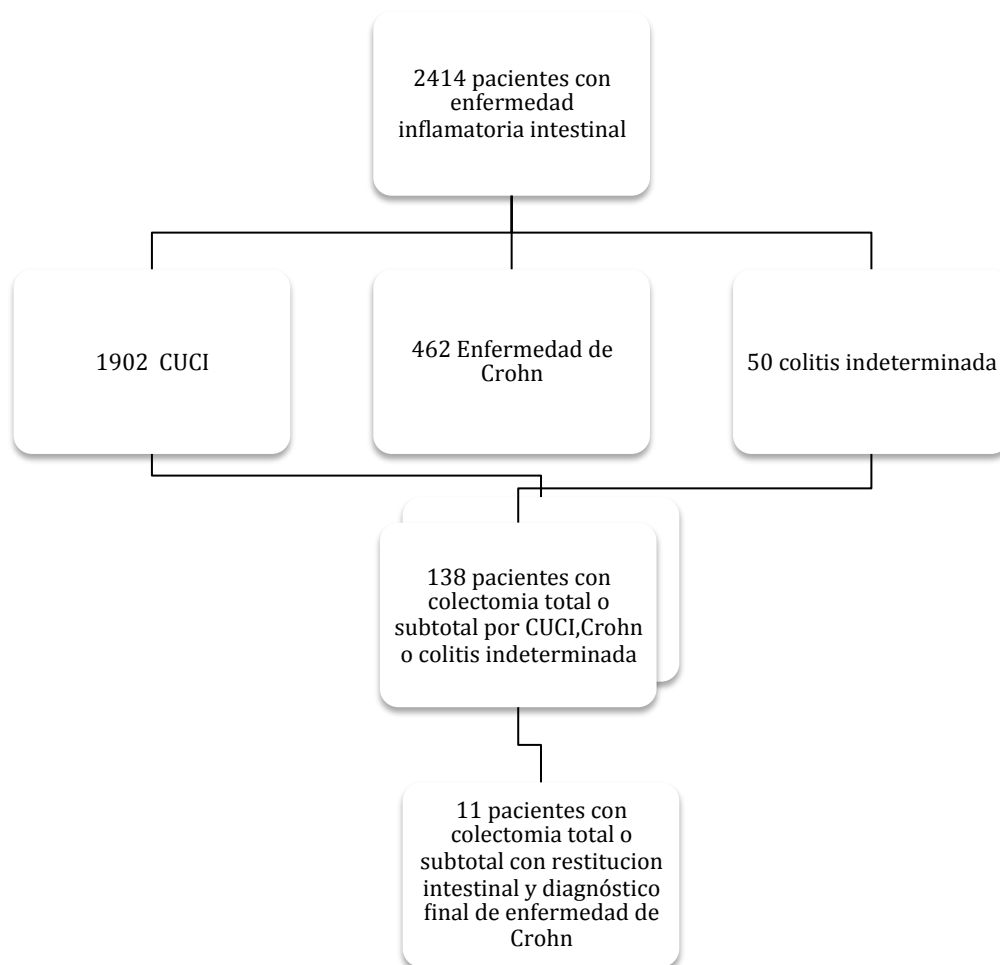 2414 pacientes con
enfermedad
inflamatoria intestinal
1902  CUCI
462 Enfermedad de
Crohn
50 colitis indeterminada
138 pacientes con
colectomia total o
subtotal por CUCI,Crohn
o colitis indeterminada
11 pacientes con
colectomia total o
subtotal con restitucion
intestinal y diagnóstico
final de enfermedad de
Crohn